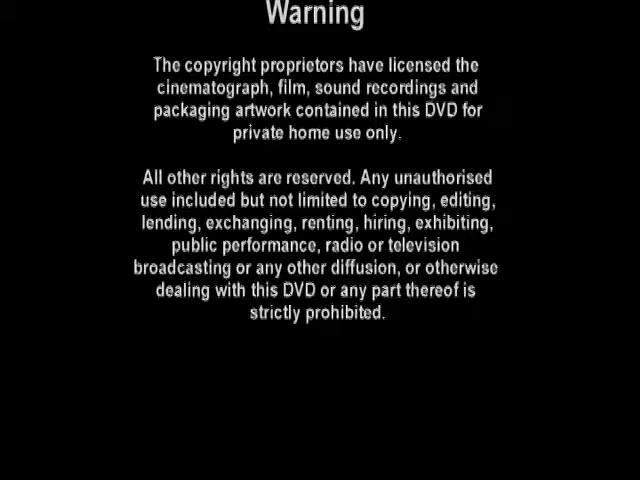 Warning
The copyright proprietors have licensed the
cinematograph, film, sound recordings and
packaging artwork contained in this DVD for
private home use only.
All other rights are reserved. Any unauthorised
use included but not limited to copying, editing,
lending, exchanging, renting, hiring, exhibiting,
public performance, radio or television
broadcasting or any other diffusion, or otherwise
dealing with this DVD or any part thereof is
strictly prohibited.